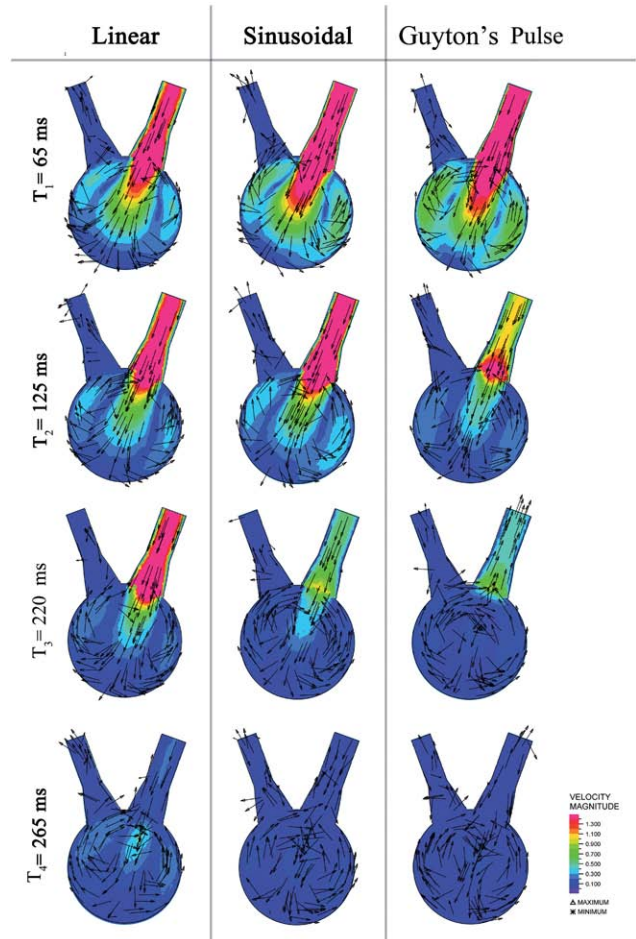 Linear Sinusoidal Guyton's Pulse
T1= 65 ms
T2= 125 ms
T3= 220 ms
T4= 265 ms
VELOCITY
MAGNITUDE
1.300
1.100
0.900
0.700
0.500
0.300
0.100
MAXIMUM
MINIMUM